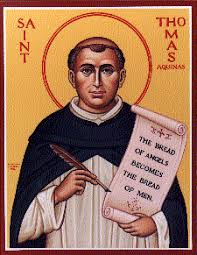 SAINT
THOMAS
AQUINAS
THE BREAD
OF ANGELS
BECOMES
THE BREAD
OF MEN.